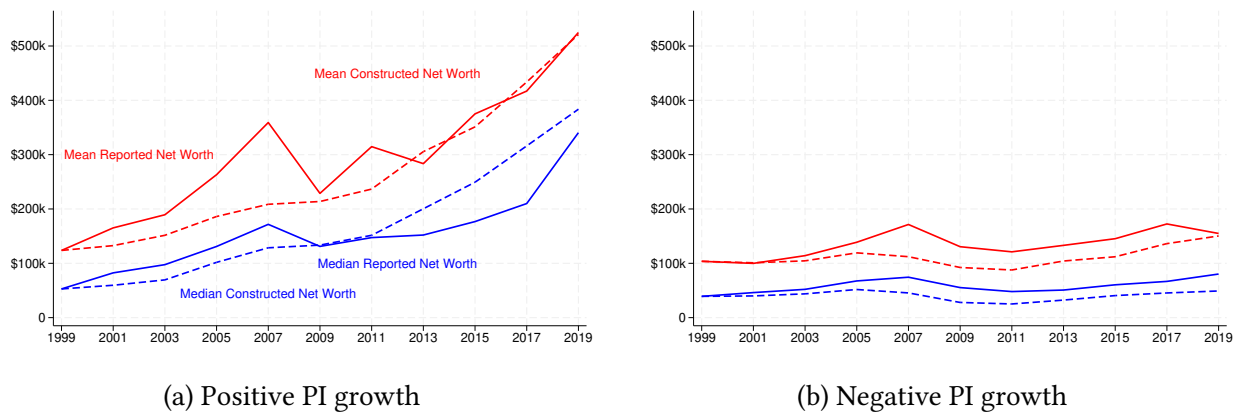 $500k
$400k
$300k
$200k
$100k
0
Mean Constructed Net Worth
Mean Reported Net Worth
Median Reported Net Worth
Median Constructed Net Worth
1999 2001 2003 2005 2007 2009 2011 2013 2015 2017 2019
(a) Positive PI growth
$500k
$400k
$300k
$200k
$100k
0
1999 2001 2003 2005 2007 2009 2011 2013 2015 2017 2019
(b) Negative PI growth